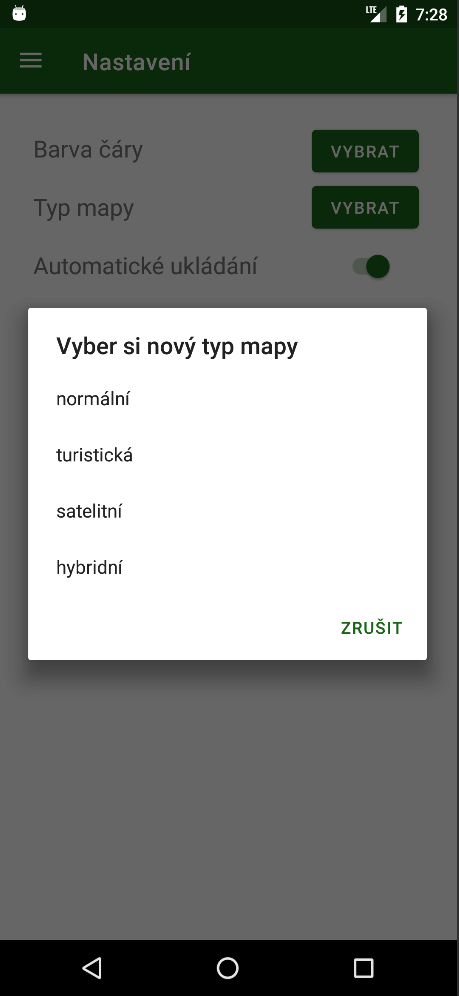 LTE 7:28
Nastavení
Barva čáry VYBRAT
Typ mapy VYBRAT
Automatické ukládání
Vyber si nový typ mapy
normální
turistická
satelitní
hybridní
ZRUŠIT